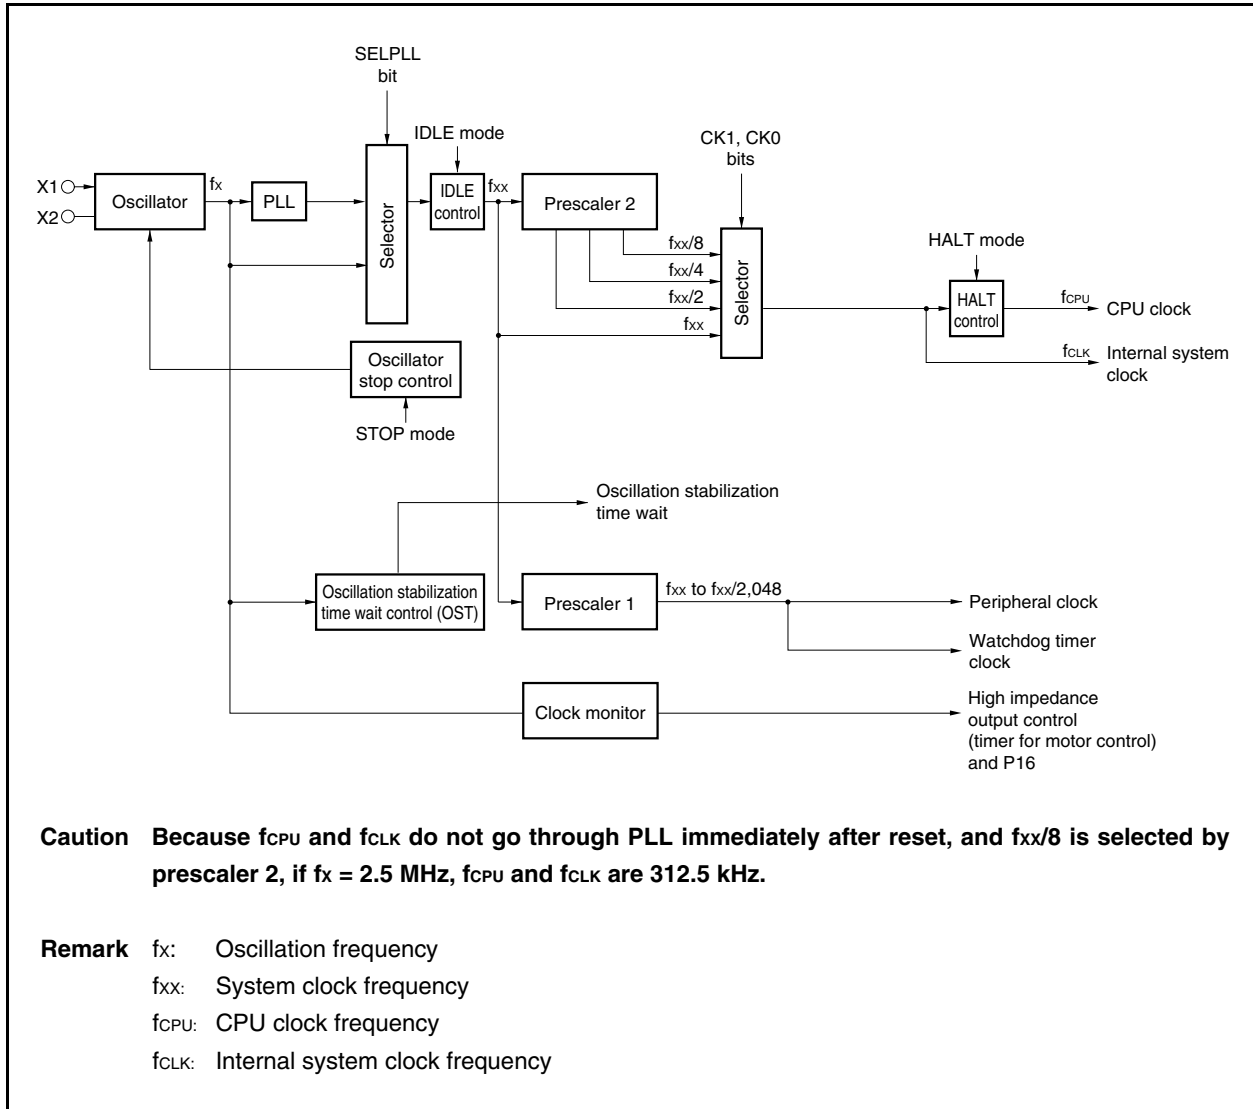 SELPLL
bit
IDLE mode
CK1, CK0
bits
X1
X2
Oscillator
fX
PLL
Selector
IDLE
control
fXX
Prescaler 2
fXX/8
fXX/4
fXX/2
fXX
Selector
HALT mode
HALT
control
fCPU
CPU clock
fCLK
Internal system
clock
Oscillator
stop control
STOP mode
Oscillation stabilization
time wait
Oscillation stabilization
time wait control (OST)
Prescaler 1
fXX to fXX/2,048
Peripheral clock
Watchdog timer
clock
Clock monitor
High impedance
output control
(timer for motor control)
and P16
Caution Because fCPU and fCLK do not go through PLL immediately after reset, and fXX/8 is selected by
prescaler 2, if fX = 2.5 MHz, fCPU and fCLK are 312.5 kHz.
Remark fX: Oscillation frequency
fXX: System clock frequency
fCPU: CPU clock frequency
fCLK: Internal system clock frequency